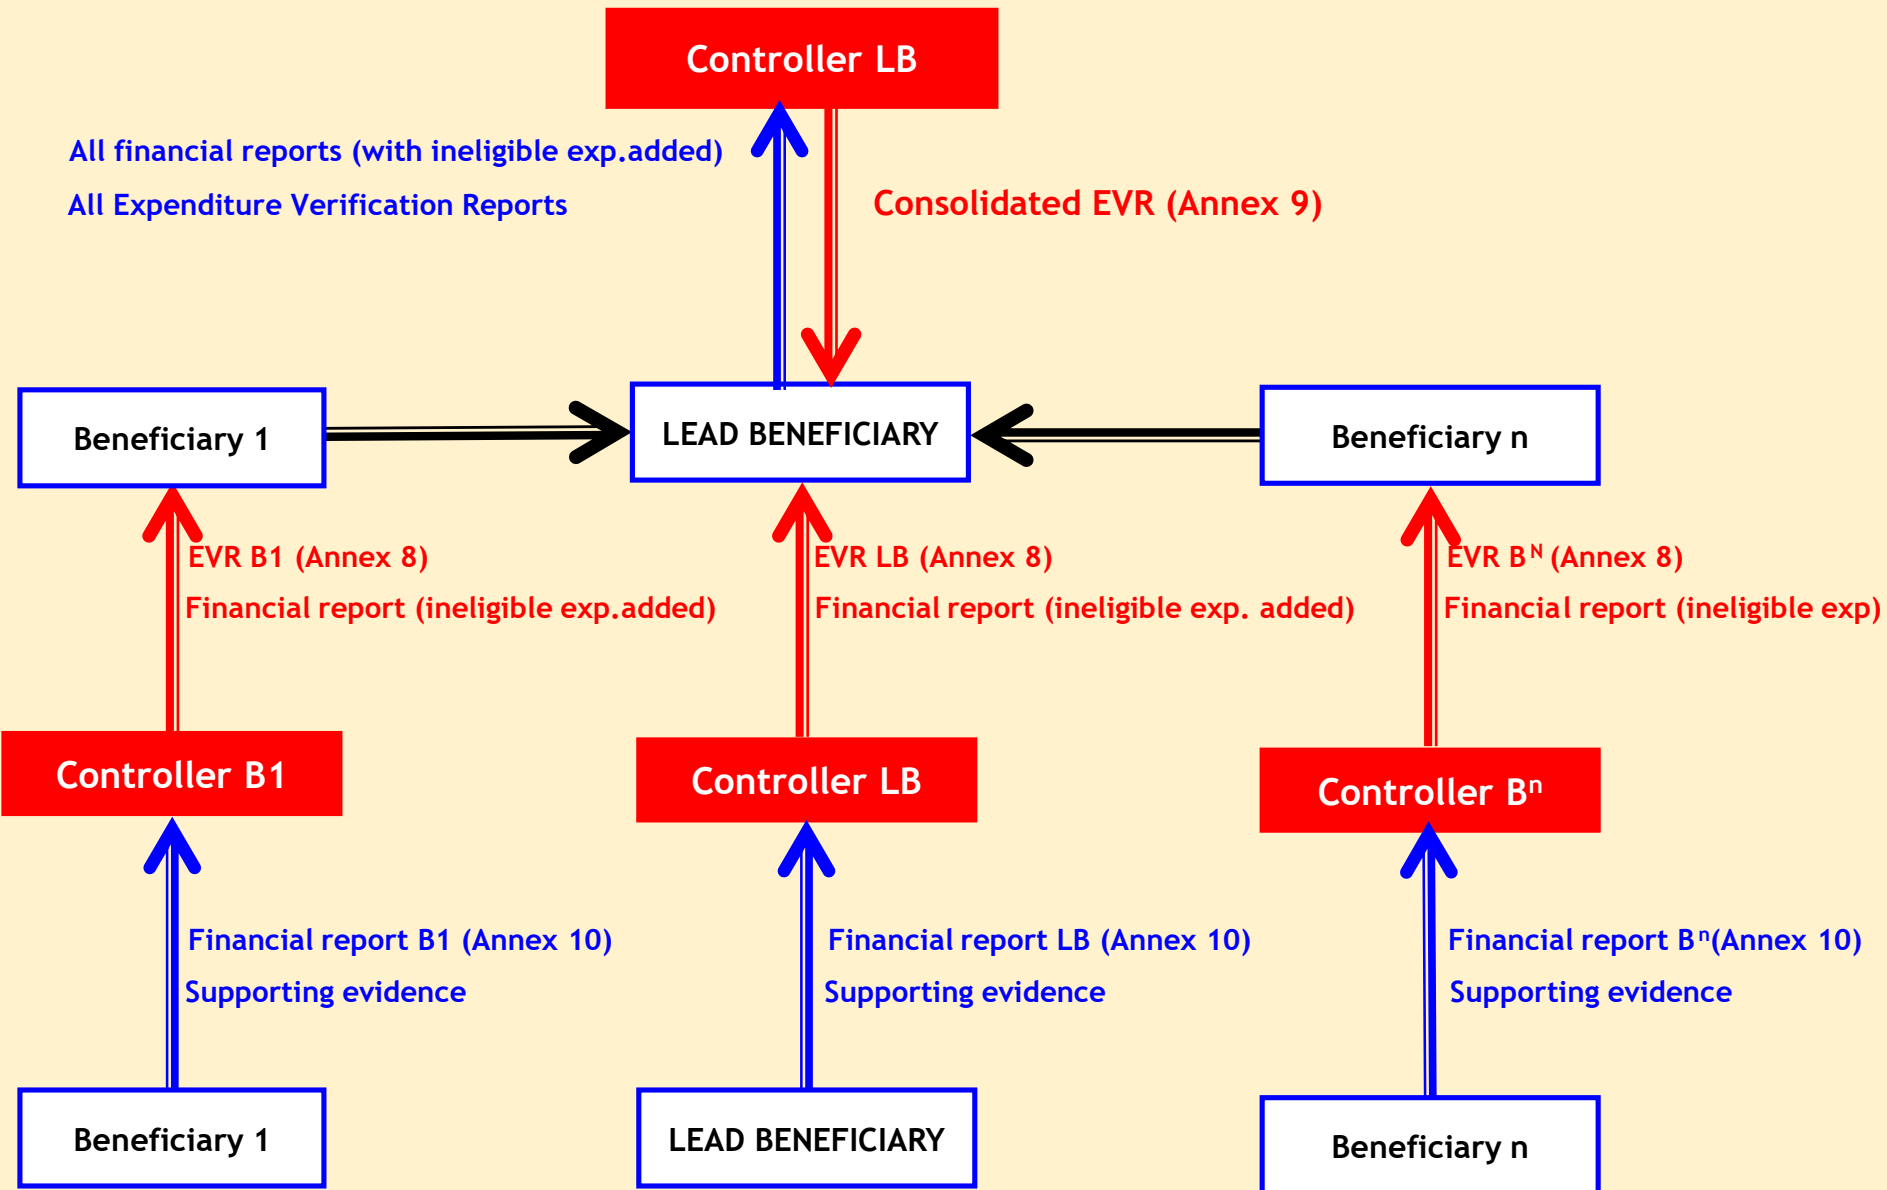 Controller LB
All financial reports (with ineligible exp.added)
All Expenditure Verification Reports
Consolidated EVR (Annex 9)
Beneficiary 1
LEAD BENEFICIARY
Beneficiary n
EVR B1 (Annex 8)
Financial report (ineligible exp.added)
EVR LB (Annex 8)
Financial report (ineligible exp. added)
EVR Bᴺ (Annex 8)
Financial report (ineligible exp)
Controller B1
Controller LB
Controller Bⁿ
Financial report B1 (Annex 10)
Supporting evidence
Financial report LB (Annex 10)
Supporting evidence
Financial report Bⁿ(Annex 10)
Supporting evidence
Beneficiary 1
LEAD BENEFICIARY
Beneficiary n